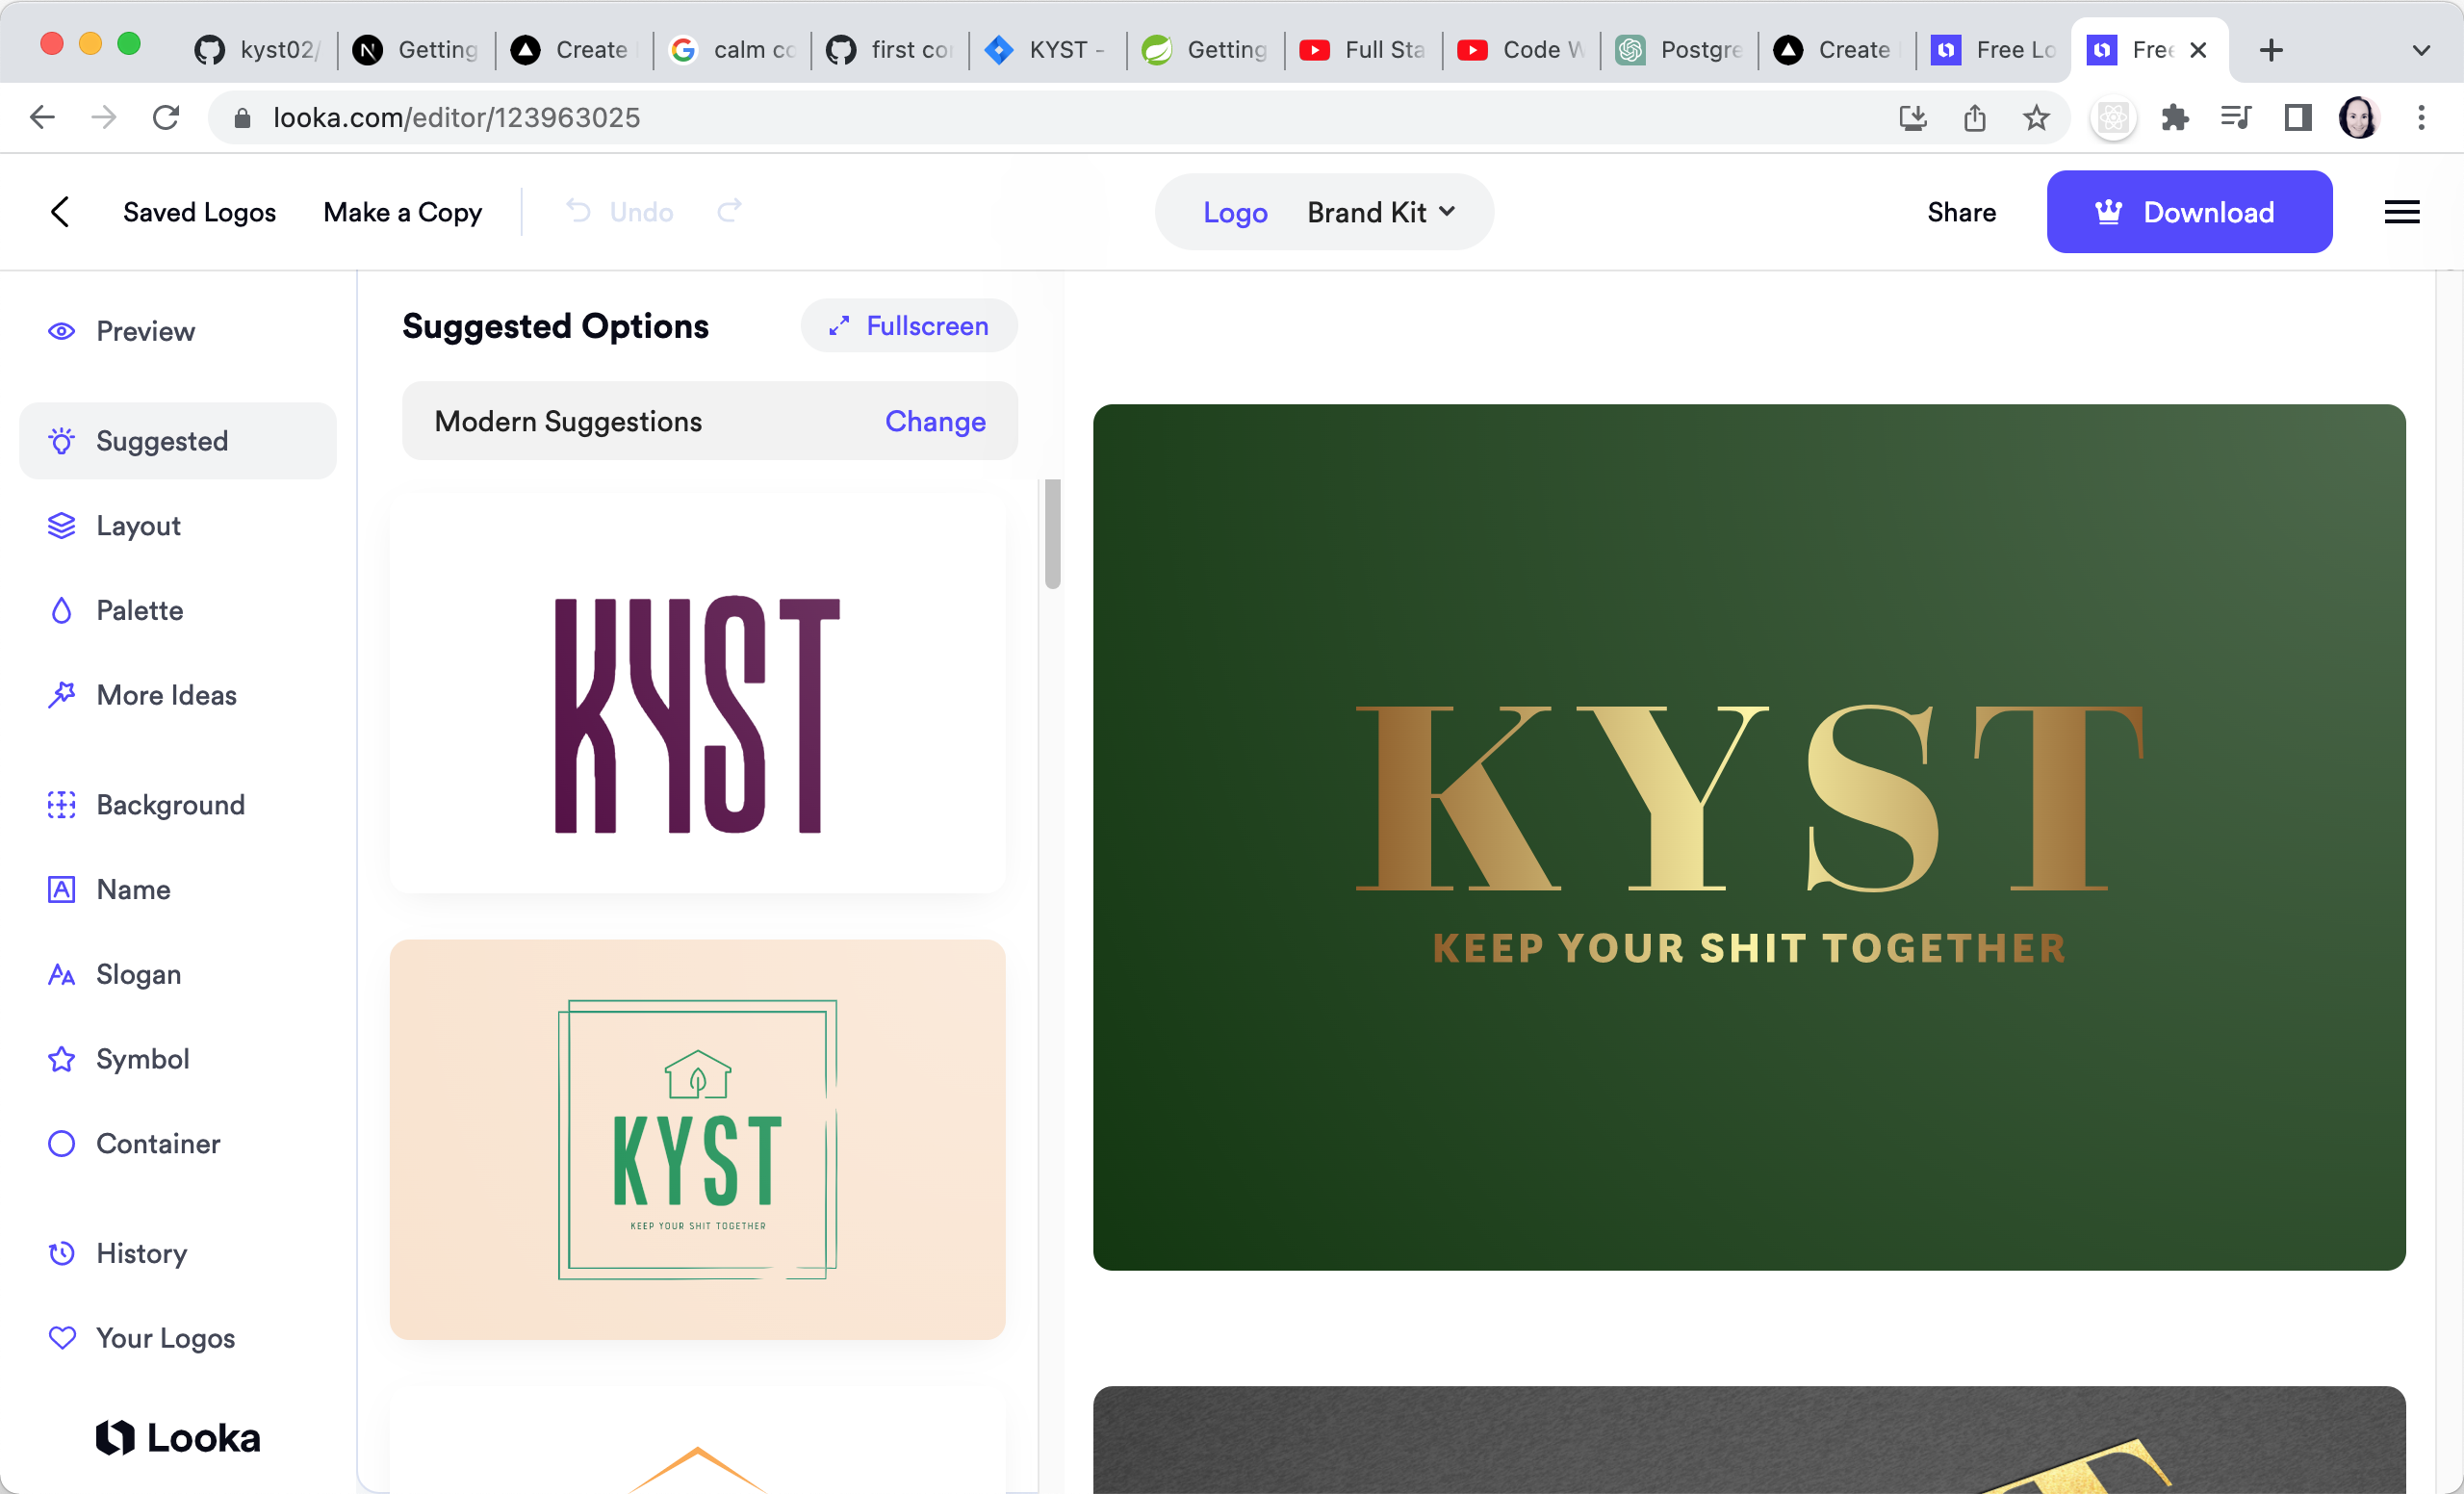 kyst02/
Getting
Create
calm co
first co
KYST -
Getting
Full Sta
Code W
Postgre
Create
Free Lo
Free
looka.com/editor/123963025
Saved Logos
Make a Copy
Undo
Logo
Brand Kit
Share
Download
Preview
Suggested
Layout
Palette
More Ideas
Background
Name
Slogan
Symbol
Container
History
Your Logos
Looka
Suggested Options
Fullscreen
Modern Suggestions
Change
KYST
KYST
KEEP YOUR SHIT TOGETHER
KYST
KEEP YOUR SHIT TOGETHER